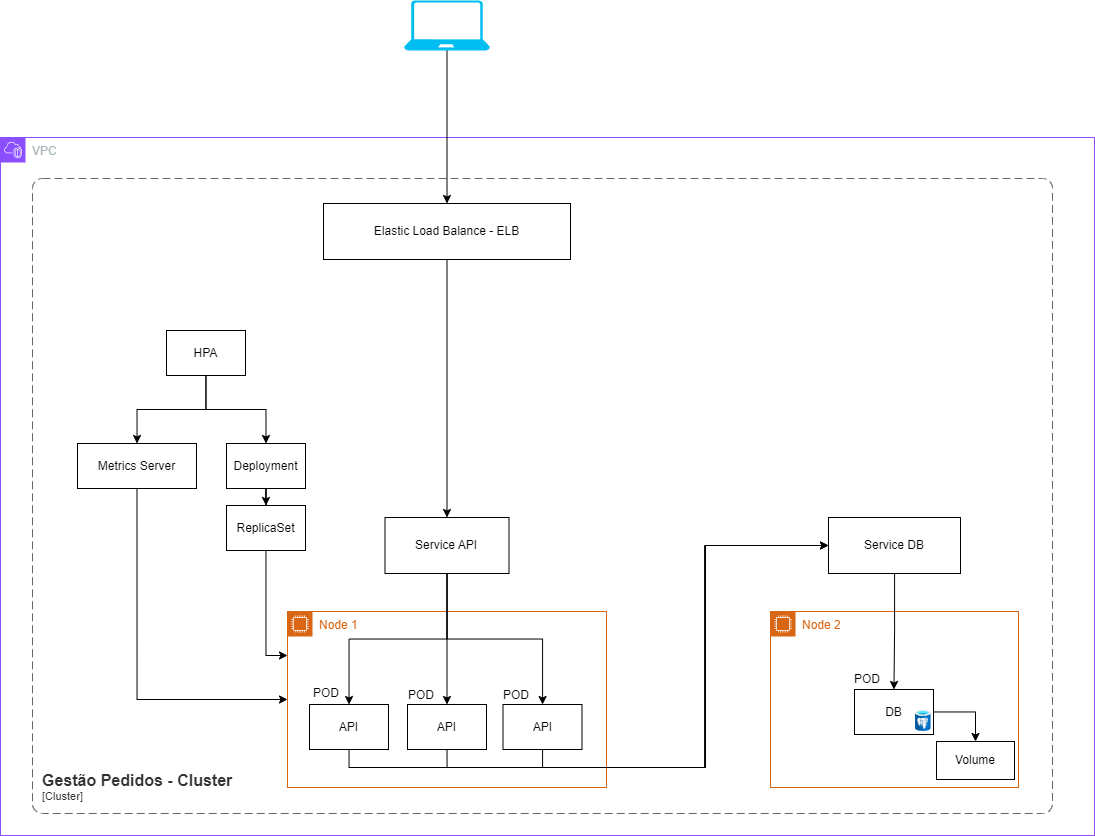 VPC
Elastic Load Balance - ELB
HPA
Metrics Server
Deployment
ReplicaSet
Service API
Service DB
Node 1
Node 2
POD
POD
POD
API
API
API
POD
DB
Volume
Gestão Pedidos - Cluster
[Cluster]